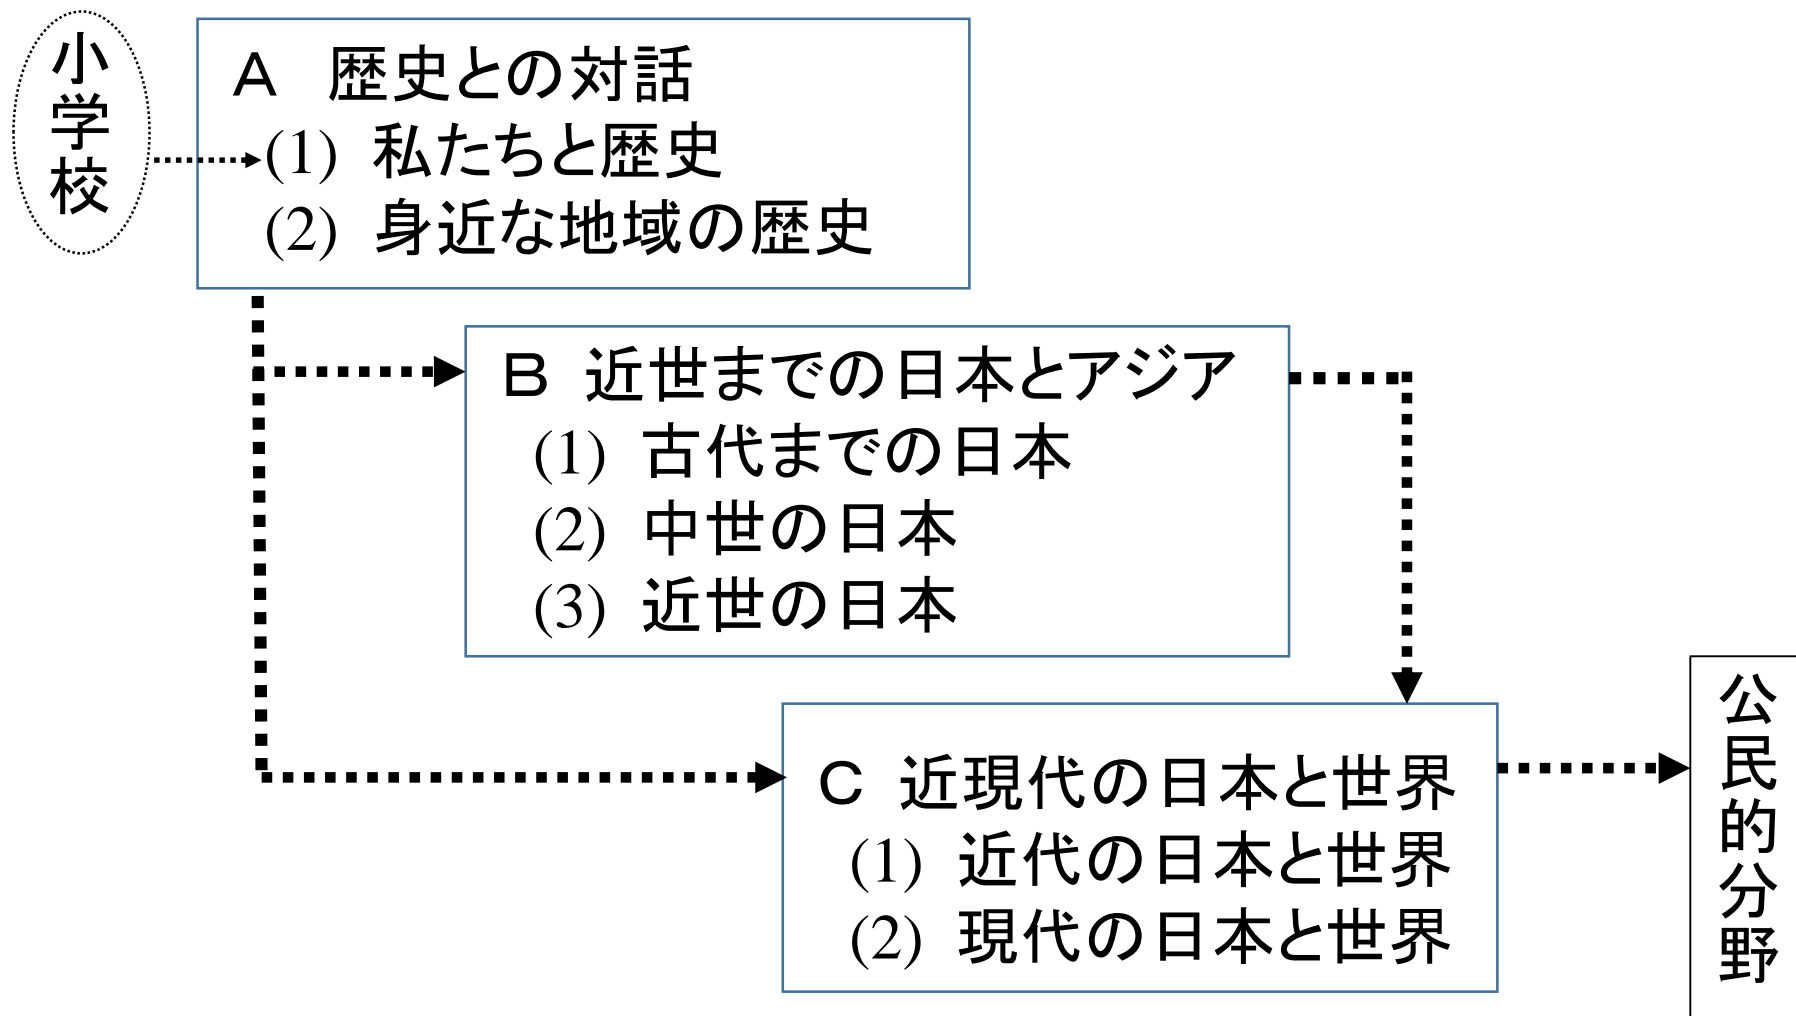 小学校
A 歴史との対話
(1) 私たちと歴史
(2) 身近な地域の歴史
B 近世までの日本とアジア
(1) 古代までの日本
(2) 中世の日本
(3) 近世の日本
C 近現代の日本と世界
(1) 近代の日本と世界
(2) 現代の日本と世界
公民的分野